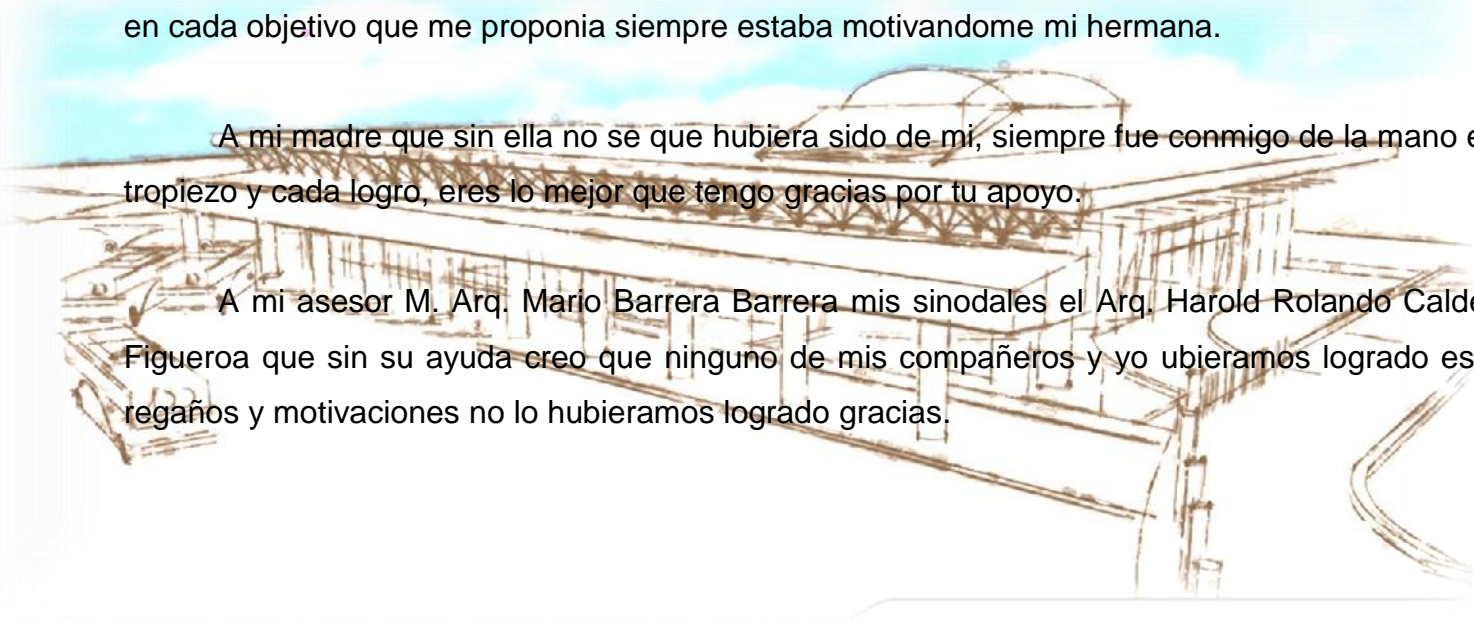 en cada objetivo que me proponia siempre estaba motivandome mi hermana.
A mi madre que sin ella no se que hubiera sido de mi, siempre fue conmigo de la mano e
tropiezo y cada logro, eres lo mejor que tengo gracias por tu apoyo.
A mi asesor M. Arq. Mario Barrera Barrera mis sinodales el Arq. Harold Rolando Calde
Figueroa que sin su ayuda creo que ninguno de mis compañeros y yo ubieramos logrado es
regaños y motivaciones no lo hubieramos logrado gracias.